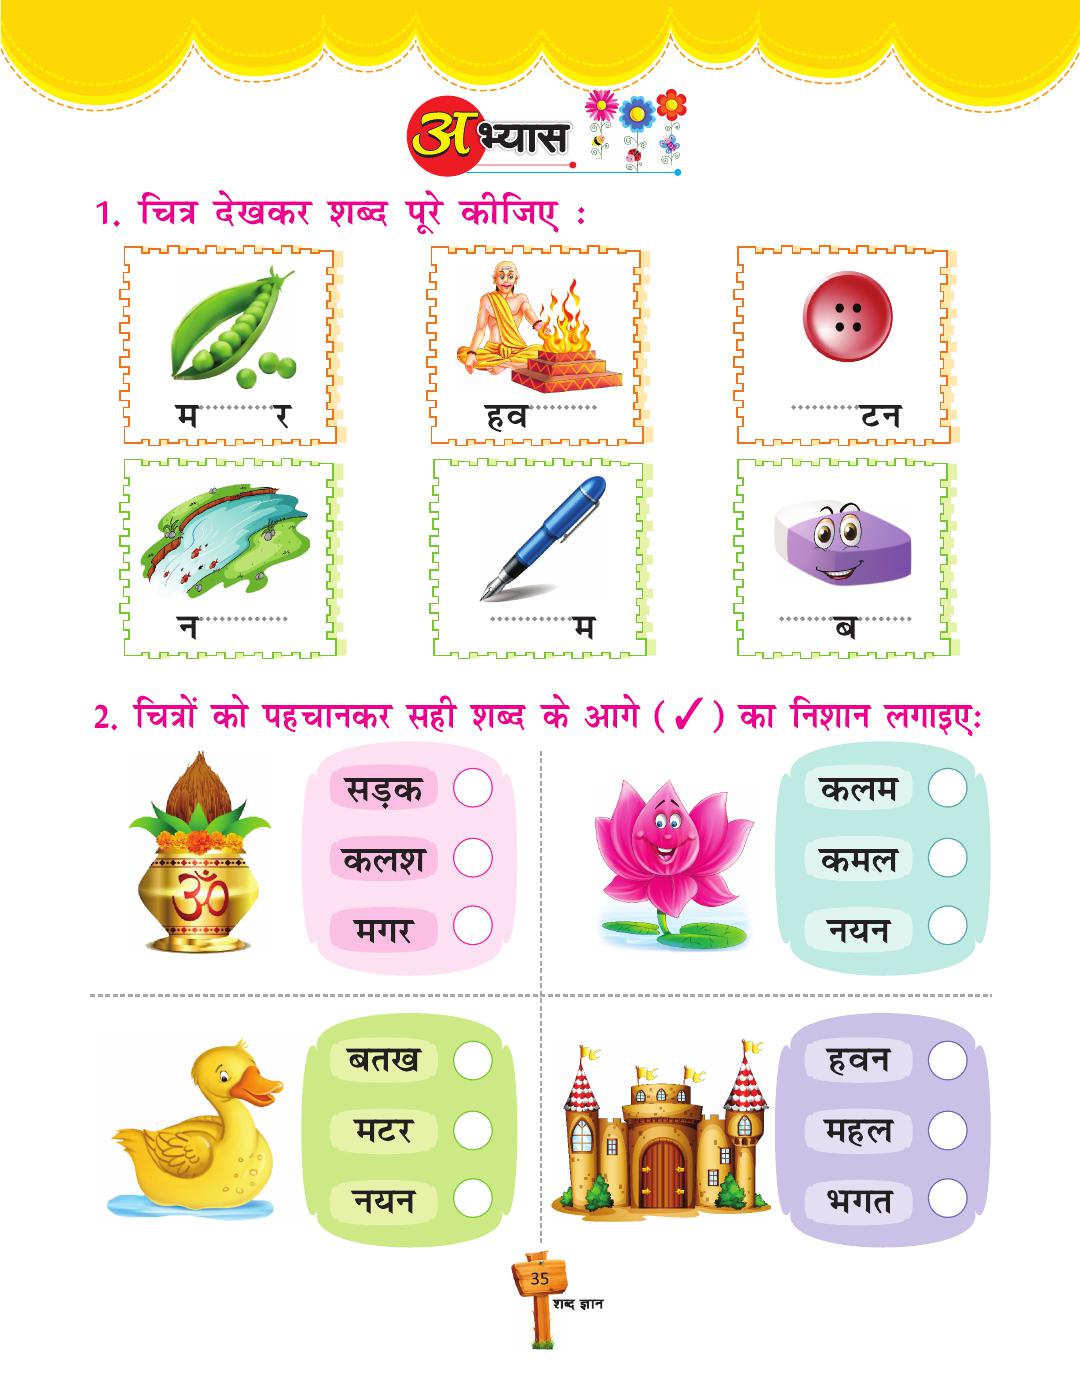 अभ्यास
1. चित्र देखकर शब्द पूरे कीजिए :
म..........र
हव..........
..........टन
न..........
..........म
..........ब..........
2. चित्रों को पहचानकर सही शब्द के आगे (✓) का निशान लगाइए:
सड़क
कलश
मगर
ॐ
कलम
कमल
नयन
बतख
मटर
नयन
हवन
महल
भगत
35
शब्द ज्ञान